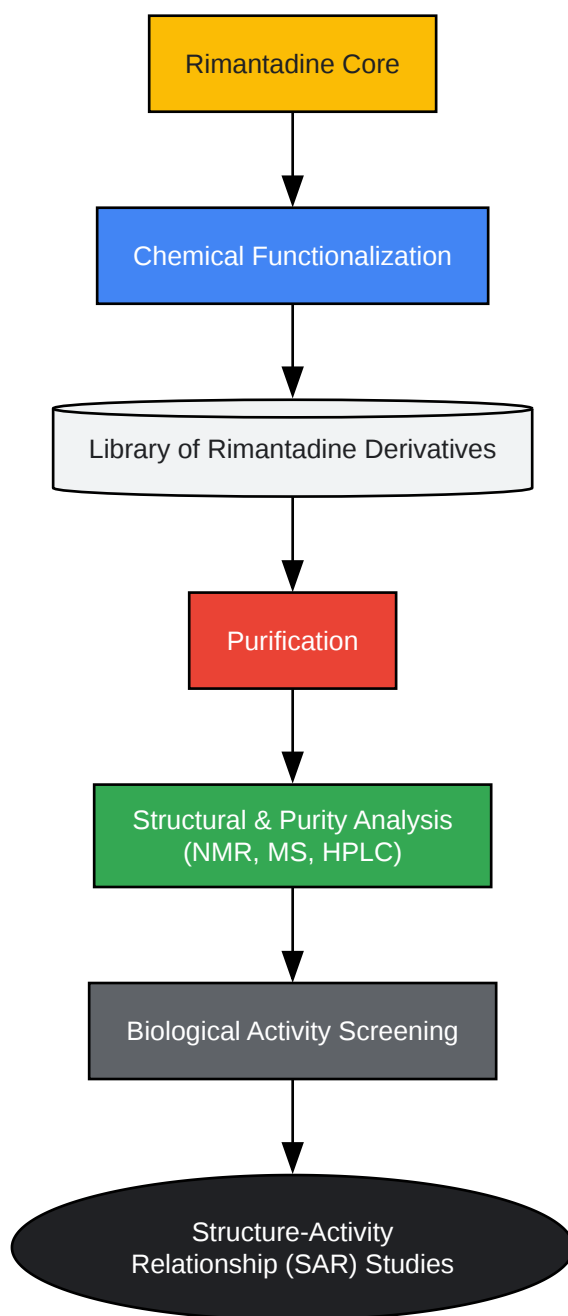 Rimantadine Core
Chemical Functionalization
Library of Rimantadine Derivatives
Purification
Structural & Purity Analysis
(NMR, MS, HPLC)
Biological Activity Screening
Structure-Activity
Relationship (SAR) Studies